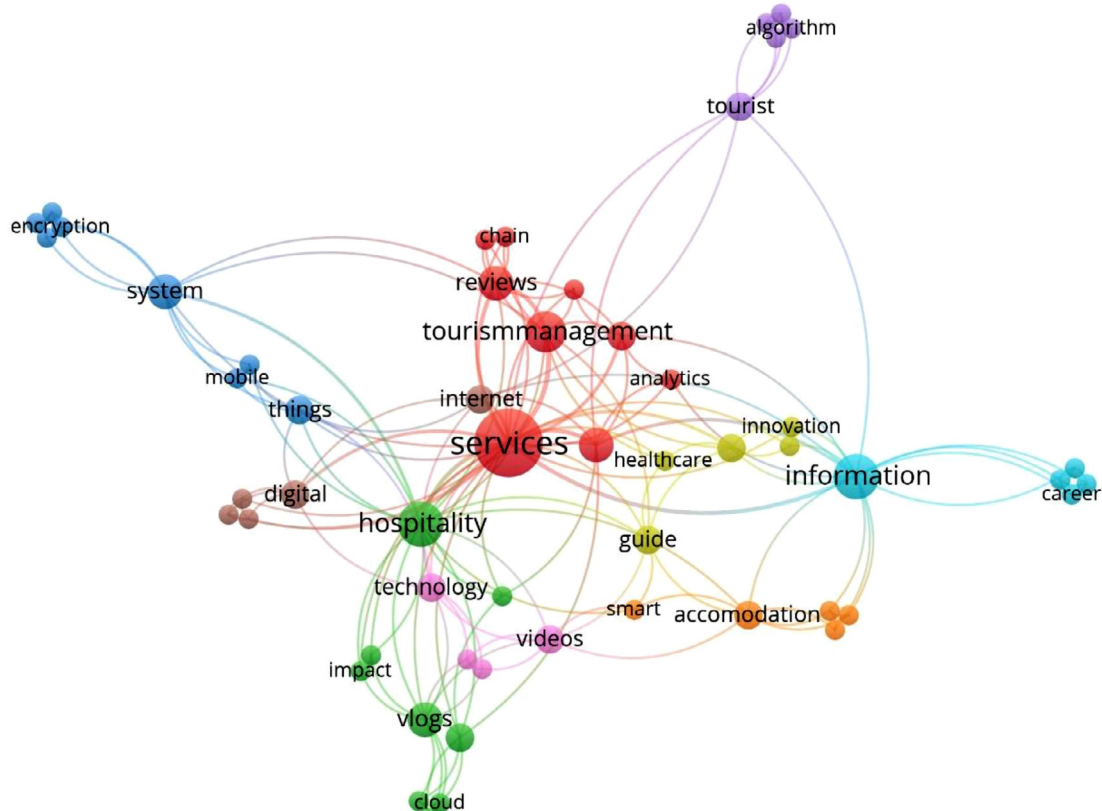 algorithm
tourist
encryption
chain
reviews
system
tourismmanagement
mobile
analytics
internet
things
innovation
services
healthcare
information
digital
career
hospitality
guide
technology
smart
accomodation
videos
impact
vlogs
cloud